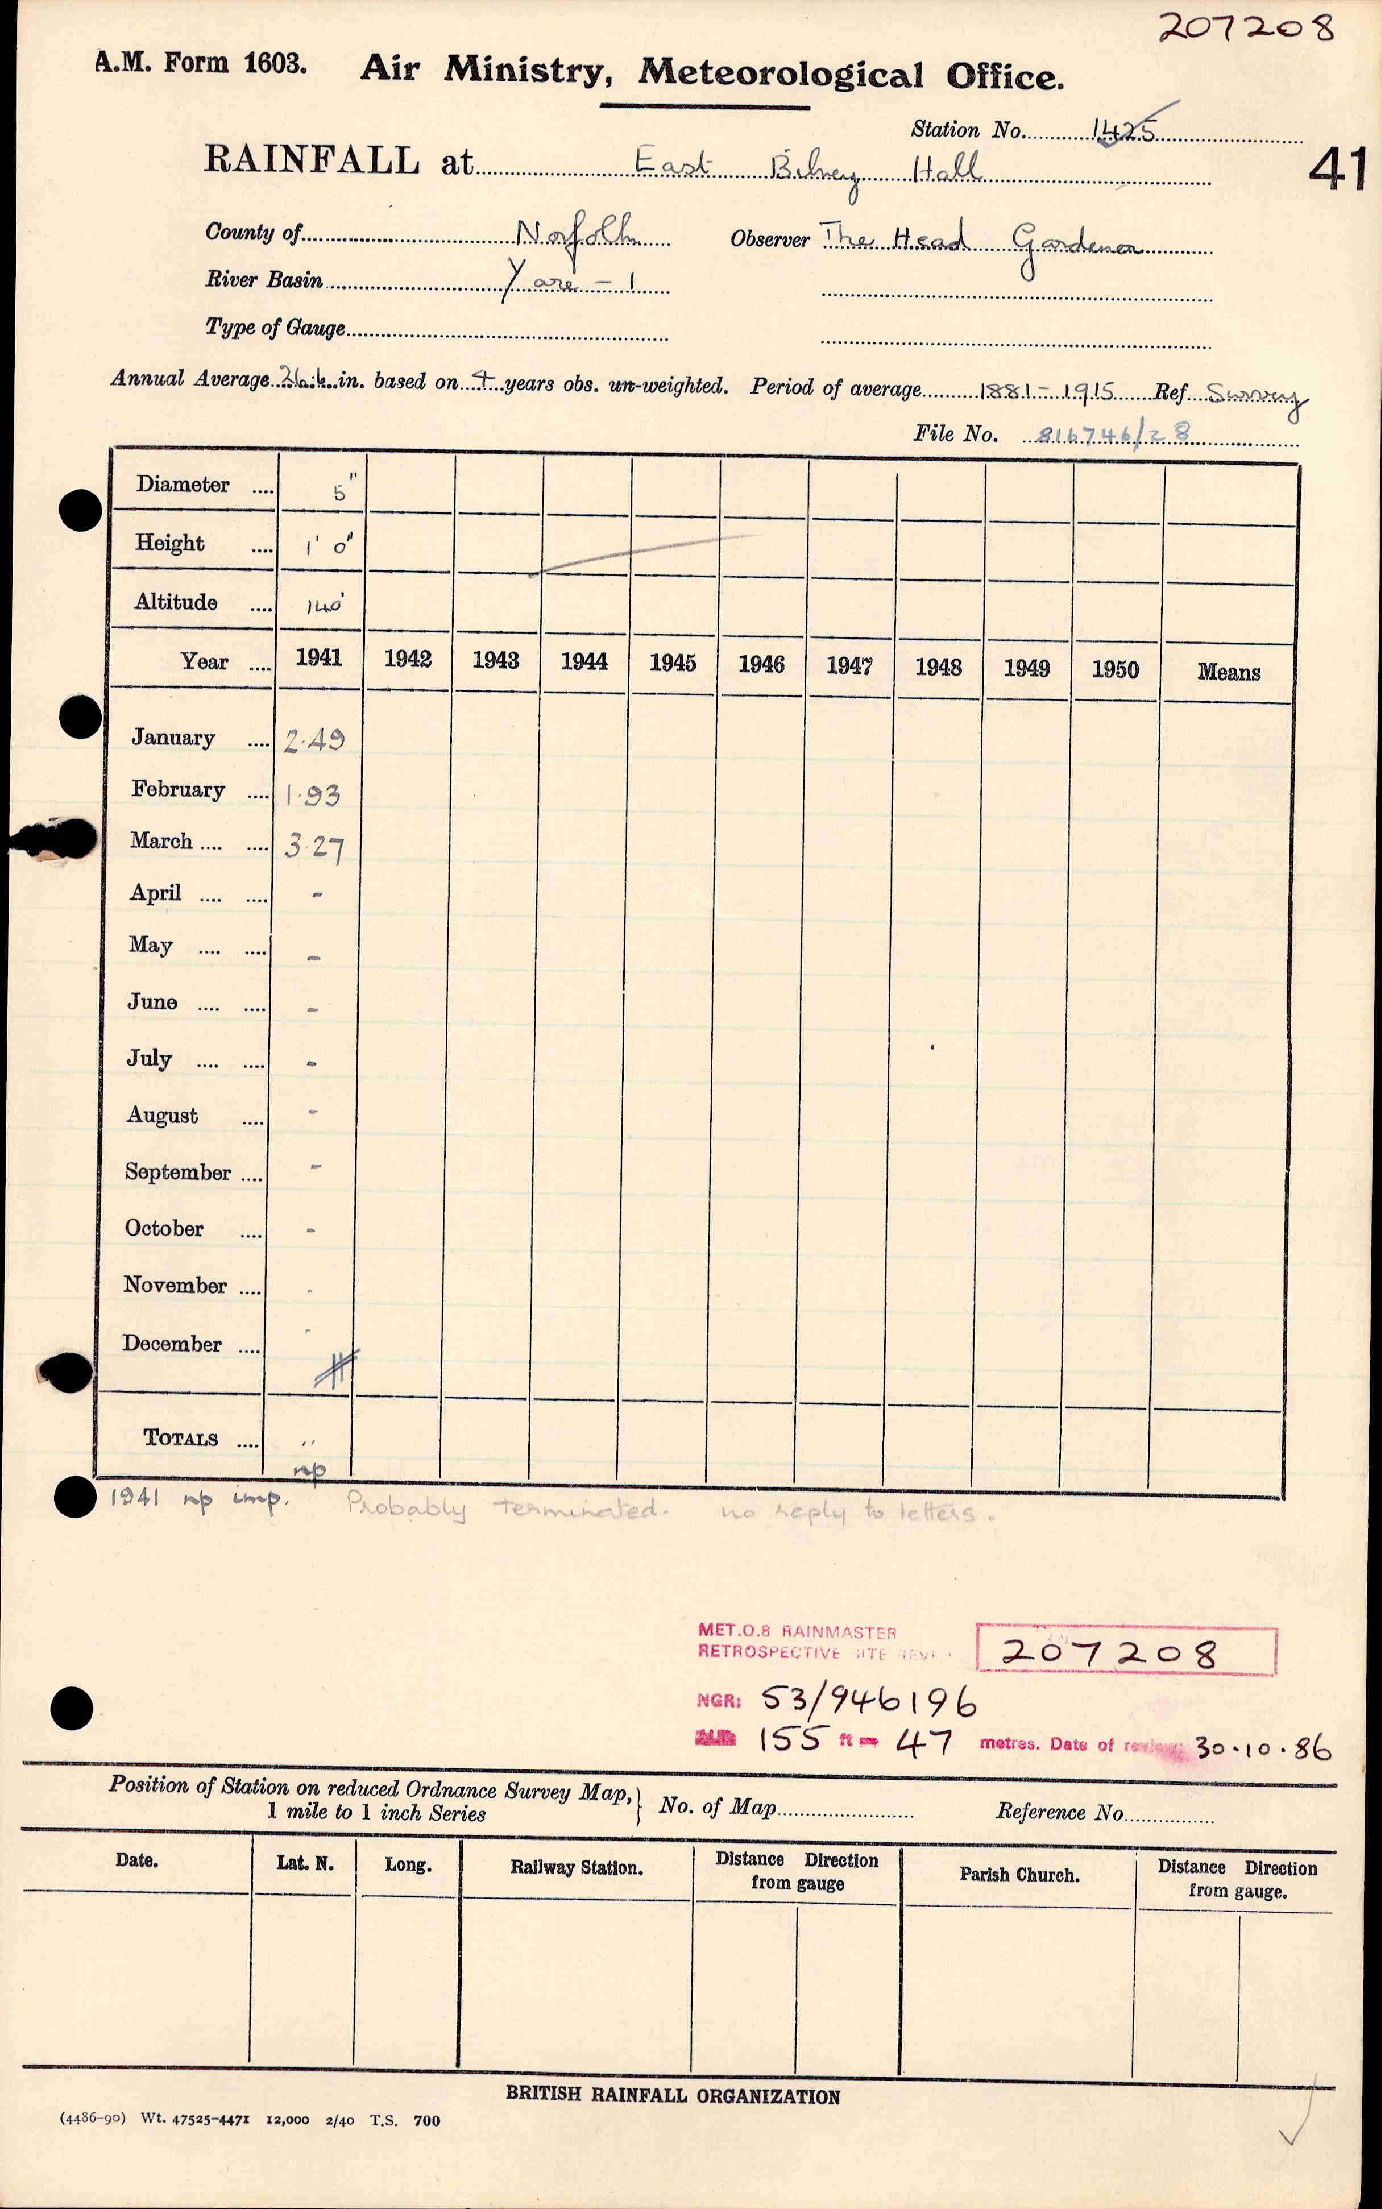 207208
A.M. Form 1603. Air Ministry, Meteorological Office.
Station No. 1425
RAINFALL at East Bilney Hall
41
County of Norfolk Observer The Head Gardener
River Basin Yare - 1
Type of Gauge
Annual Average 26.6 in. based on 4 years obs. un-weighted. Period of average 1881-1915 Ref. Survey
File No. 816746/28
Diameter .... 5"
Height .... 1' 0"
Altitude .... 140'
Year .... 1941 1942 1943 1944 1945 1946 1947 1948 1949 1950 Means
January .... 2.49
February .... 1.93
March .... .... 3.27
April .... .... -
May .... .... -
June .... .... -
July .... .... -
August .... -
September .... -
October .... -
November .... -
December .... -
TOTALS .... "
np
1941 np imp. Probably terminated. no reply to letters.
MET.O.8 RAINMASTER
RETROSPECTIVE SITE REVIEW 207208
NGR: 53/946196
155 ft = 47 metres. Date of review: 30.10.86
Position of Station on reduced Ordnance Survey Map, } No. of Map Reference No.
1 mile to 1 inch Series
Date. Lat. N. Long. Railway Station. Distance Direction from gauge Parish Church. Distance Direction from gauge.
BRITISH RAINFALL ORGANIZATION
(4486-90) Wt. 47525-4471 12,000 2/40 T.S. 700